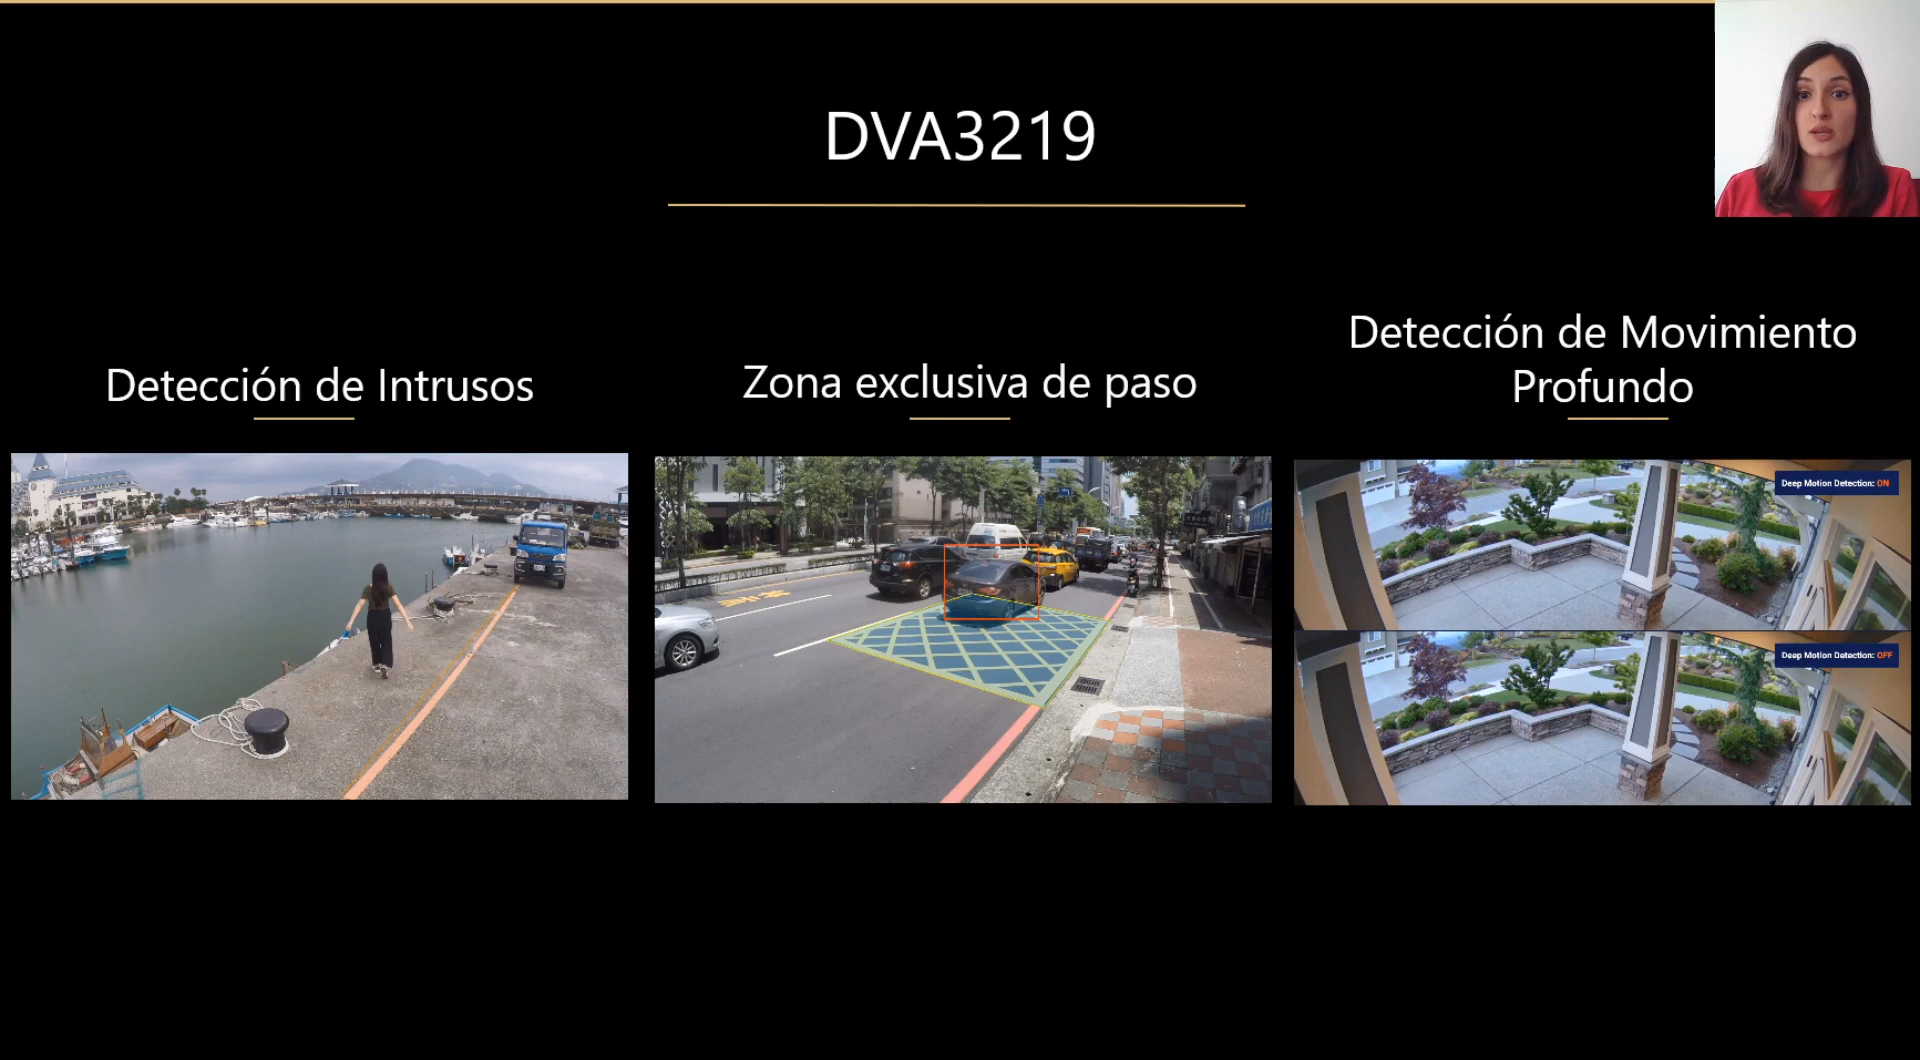 DVA3219
Detección de Intrusos
Zona exclusiva de paso
Detección de Movimiento
Profundo
Deep Motion Detection: ON
Deep Motion Detection: OFF